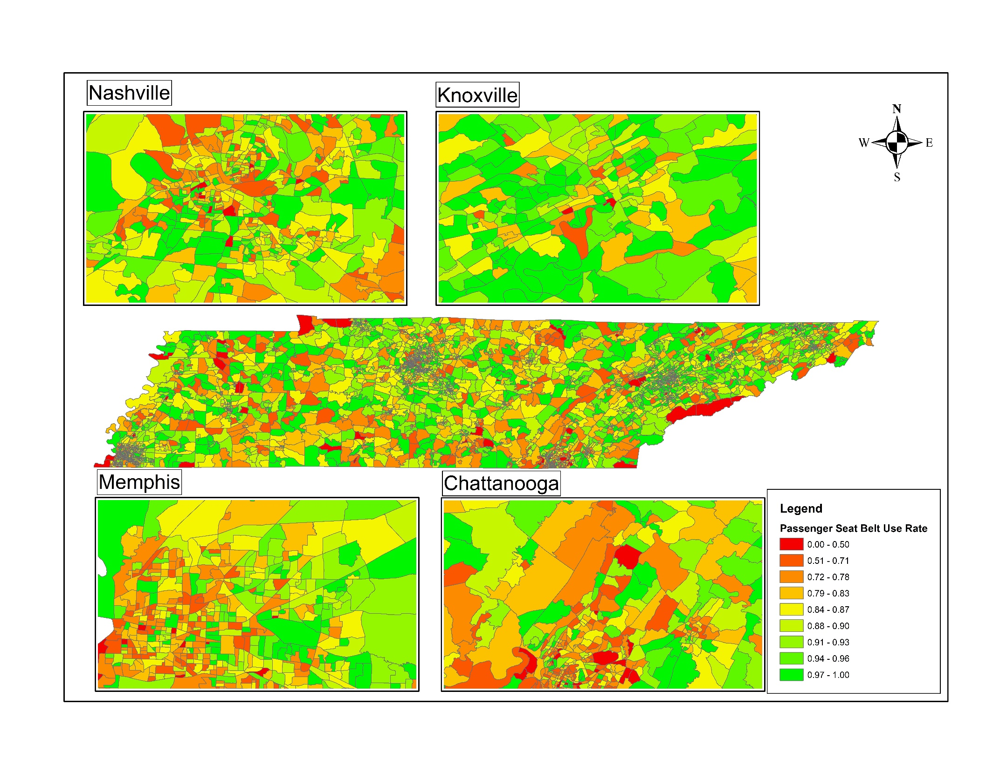 Nashville
Knoxville
N
W E
S
Memphis
Chattanooga
Legend
Passenger Seat Belt Use Rate
0.00 - 0.50
0.51 - 0.71
0.72 - 0.78
0.79 - 0.83
0.84 - 0.87
0.88 - 0.90
0.91 - 0.93
0.94 - 0.96
0.97 - 1.00